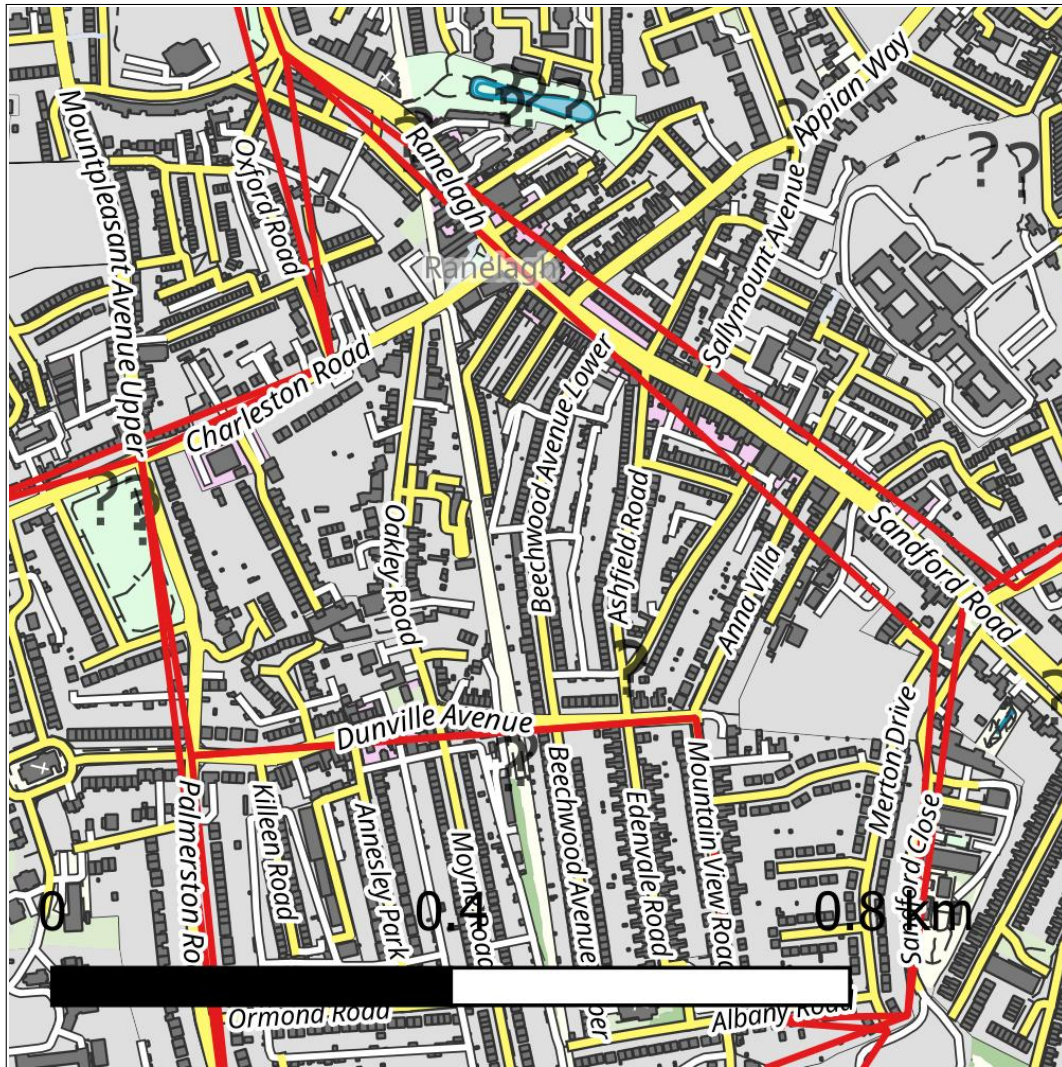 Appian Way
Mountpleasant Avenue Upper
Oxford Road
Ranelagh
Sallymount Avenue
Ranelagh
Charleston Road
Beechwood Avenue Lower
Ashfield Road
Oakley Road
Anna Villa
Sandford Road
Dunville Avenue
Merton Drive
Palmerston Ro
Killeen Road
Annesley Park
Moyn Road
Beechwood Avenue
pper
Edenvale Road
Mountain View Road
Sandford Close
0
0.4
0.8 km
Ormond Road
Albany Road